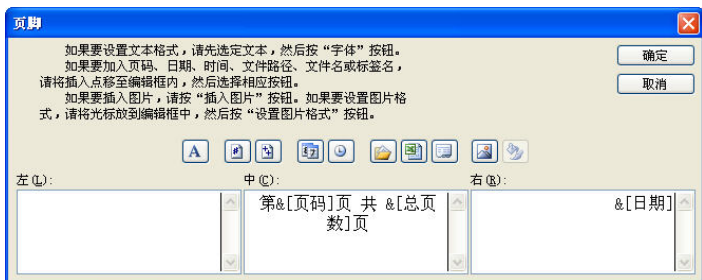 页脚
如果要设置文本格式，请先选定文本，然后按“字体”按钮。
如果要加入页码、日期、时间、文件路径、文件名或标签名，
请将插入点移至编辑框内，然后选择相应按钮。
如果要插入图片，请按“插入图片”按钮。如果要设置图片格
式，请将光标放到编辑框中，然后按“设置图片格式”按钮。
确定
取消
A
左(L):
中(C):
右(R):
第&[页码]页 共 &[总页
数]页
&[日期]